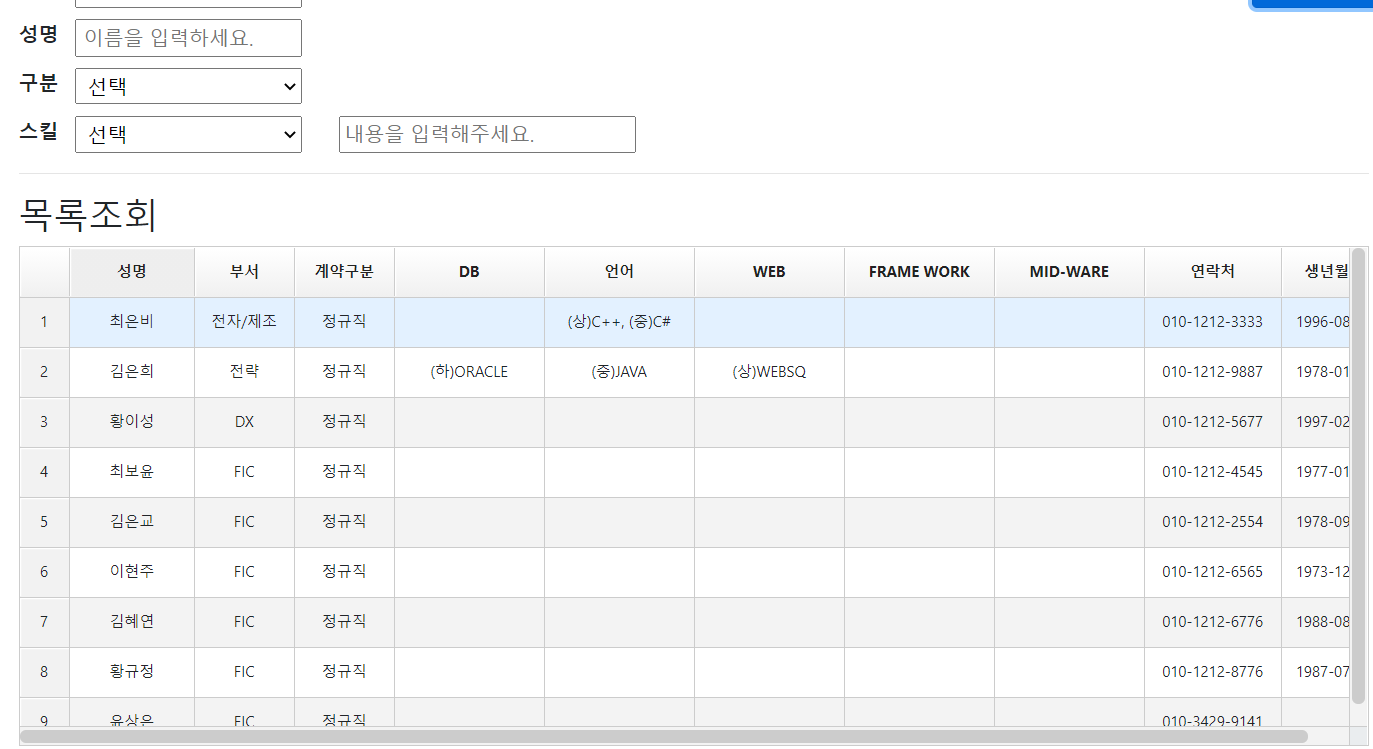 성명 이름을 입력하세요.
구분 선택
스킬 선택 내용을 입력해주세요.
목록조회
성명 부서 계약구분 DB 언어 WEB FRAME WORK MID-WARE 연락처 생년월
1 최은비 전자/제조 정규직 (상)C++, (중)C# 010-1212-3333 1996-08
2 김은희 전략 정규직 (하)ORACLE (중)JAVA (상)WEBSQ 010-1212-9887 1978-01
3 황이성 DX 정규직 010-1212-5677 1997-02
4 최보윤 FIC 정규직 010-1212-4545 1977-01
5 김은교 FIC 정규직 010-1212-2554 1978-09
6 이현주 FIC 정규직 010-1212-6565 1973-12
7 김혜연 FIC 정규직 010-1212-6776 1988-08
8 황규정 FIC 정규직 010-1212-8776 1987-07
9 윤상은 FIC 정규직 010-3429-9141